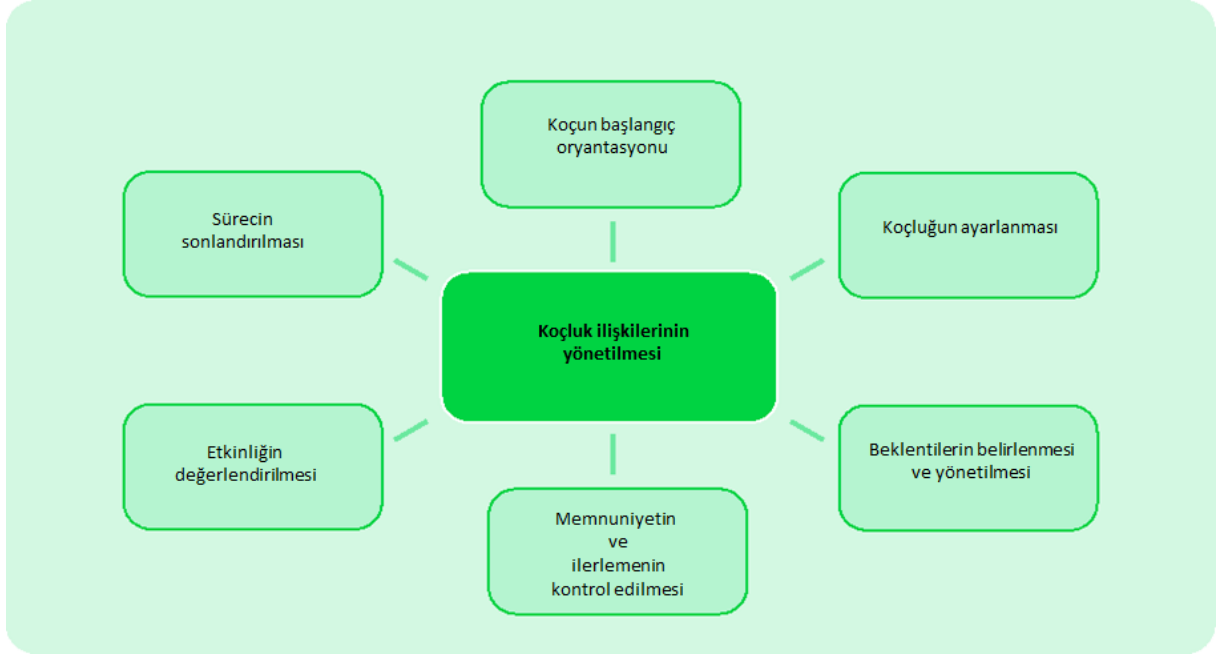 Koçun başlangıç
oryantasyonu
Koçluğun ayarlanması
Beklentilerin belirlenmesi
ve yönetilmesi
Memnuniyetin
ve
ilerlemenin
kontrol edilmesi
Etkinliğin
değerlendirilmesi
Sürecin
sonlandırılması
Koçluk ilişkilerinin
yönetilmesi